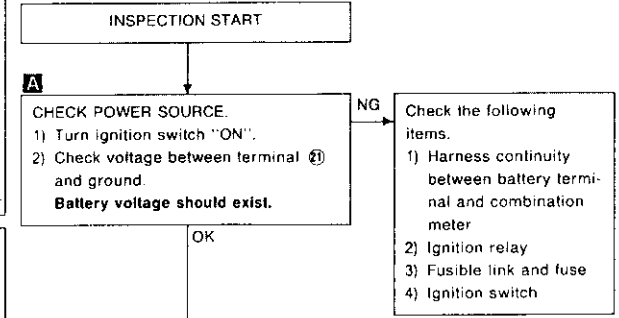 INSPECTION START
A
CHECK POWER SOURCE.
1) Turn ignition switch "ON".
2) Check voltage between terminal ㉑
and ground.
Battery voltage should exist.
NG
OK
Check the following
items.
1) Harness continuity
between battery termi-
nal and combination
meter
2) Ignition relay
3) Fusible link and fuse
4) Ignition switch